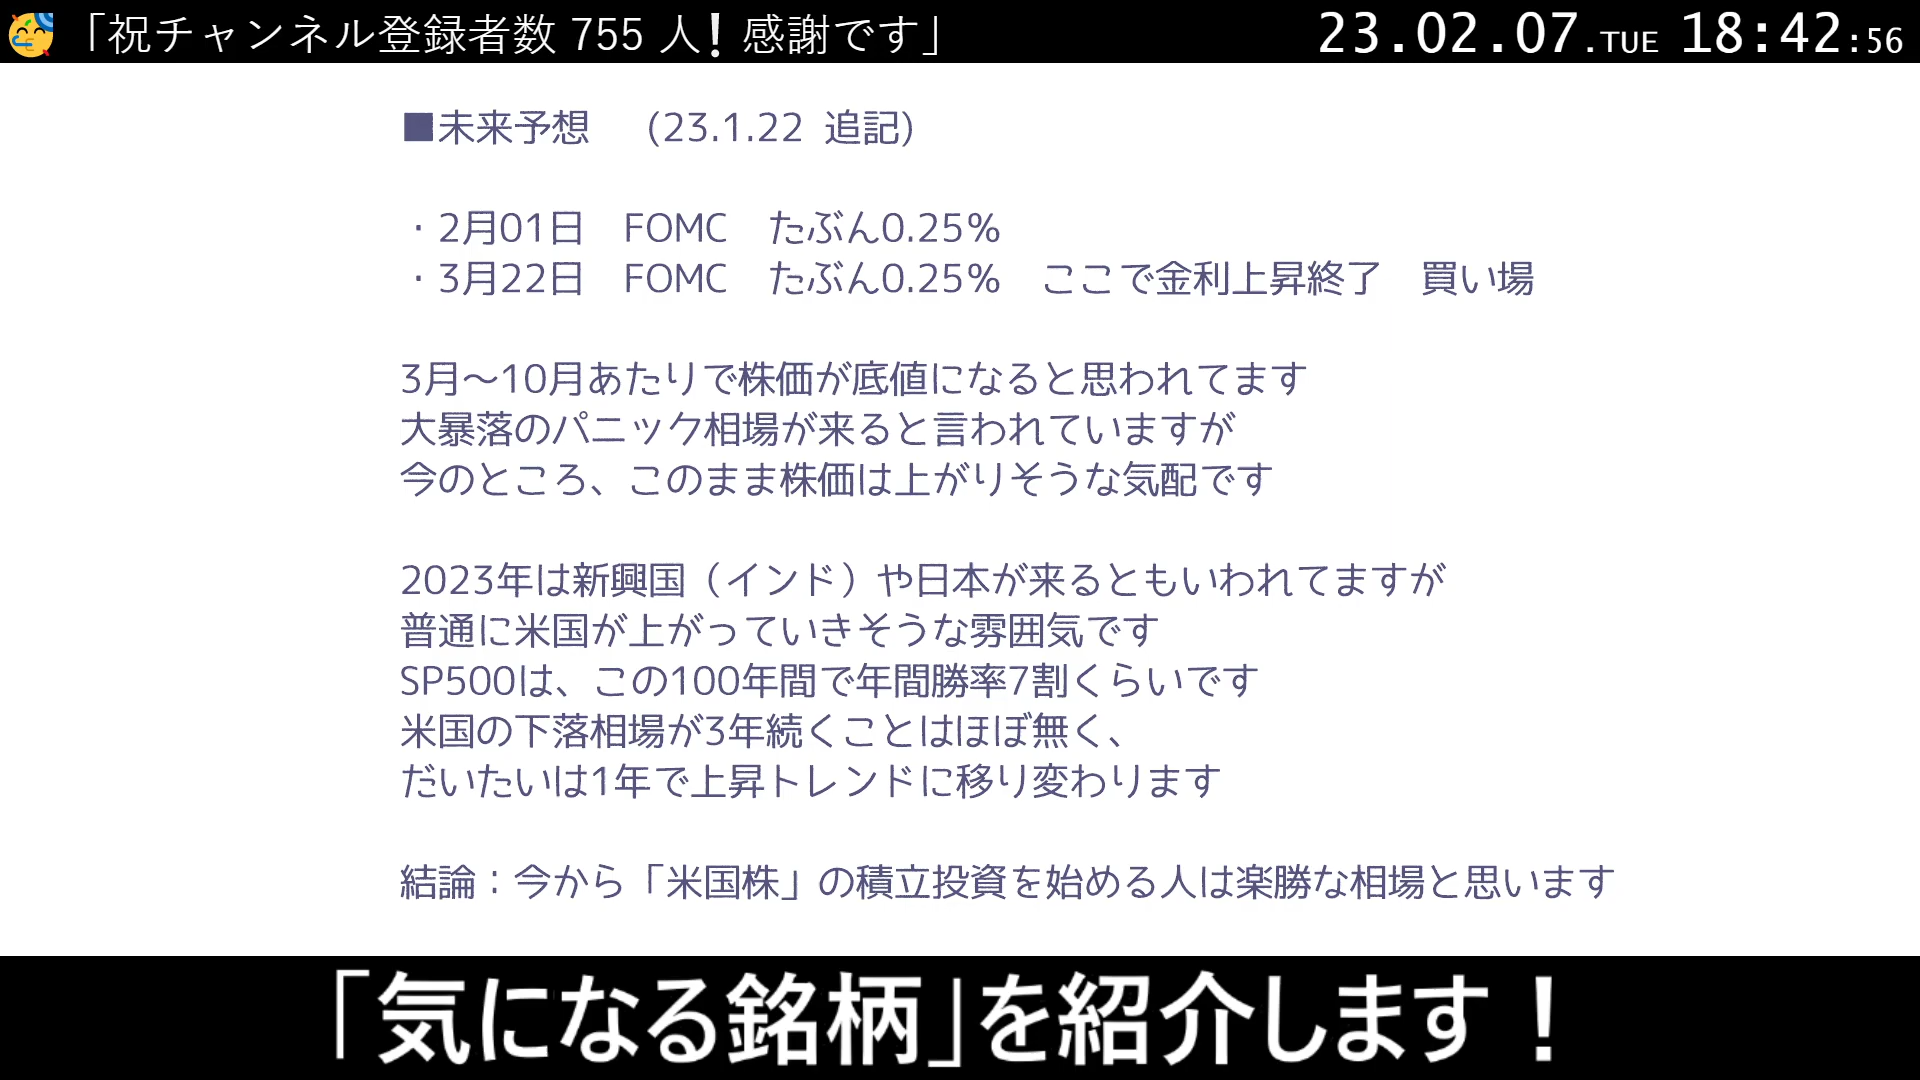 「祝チャンネル登録者数 755 人！感謝です」
23.02.07.TUE 18:42:56
■未来予想　(23.1.22 追記)
・2月01日　FOMC　たぶん0.25%
・3月22日　FOMC　たぶん0.25%　ここで金利上昇終了　買い場
3月〜10月あたりで株価が底値になると思われてます
大暴落のパニック相場が来ると言われていますが
今のところ、このまま株価は上がりそうな気配です
2023年は新興国（インド）や日本が来るともいわれてますが
普通に米国が上がっていきそうな雰囲気です
SP500は、この100年間で年間勝率7割くらいです
米国の下落相場が3年続くことはほぼ無く、
だいたいは1年で上昇トレンドに移り変わります
結論：今から「米国株」の積立投資を始める人は楽勝な相場と思います
「気になる銘柄」を紹介します！